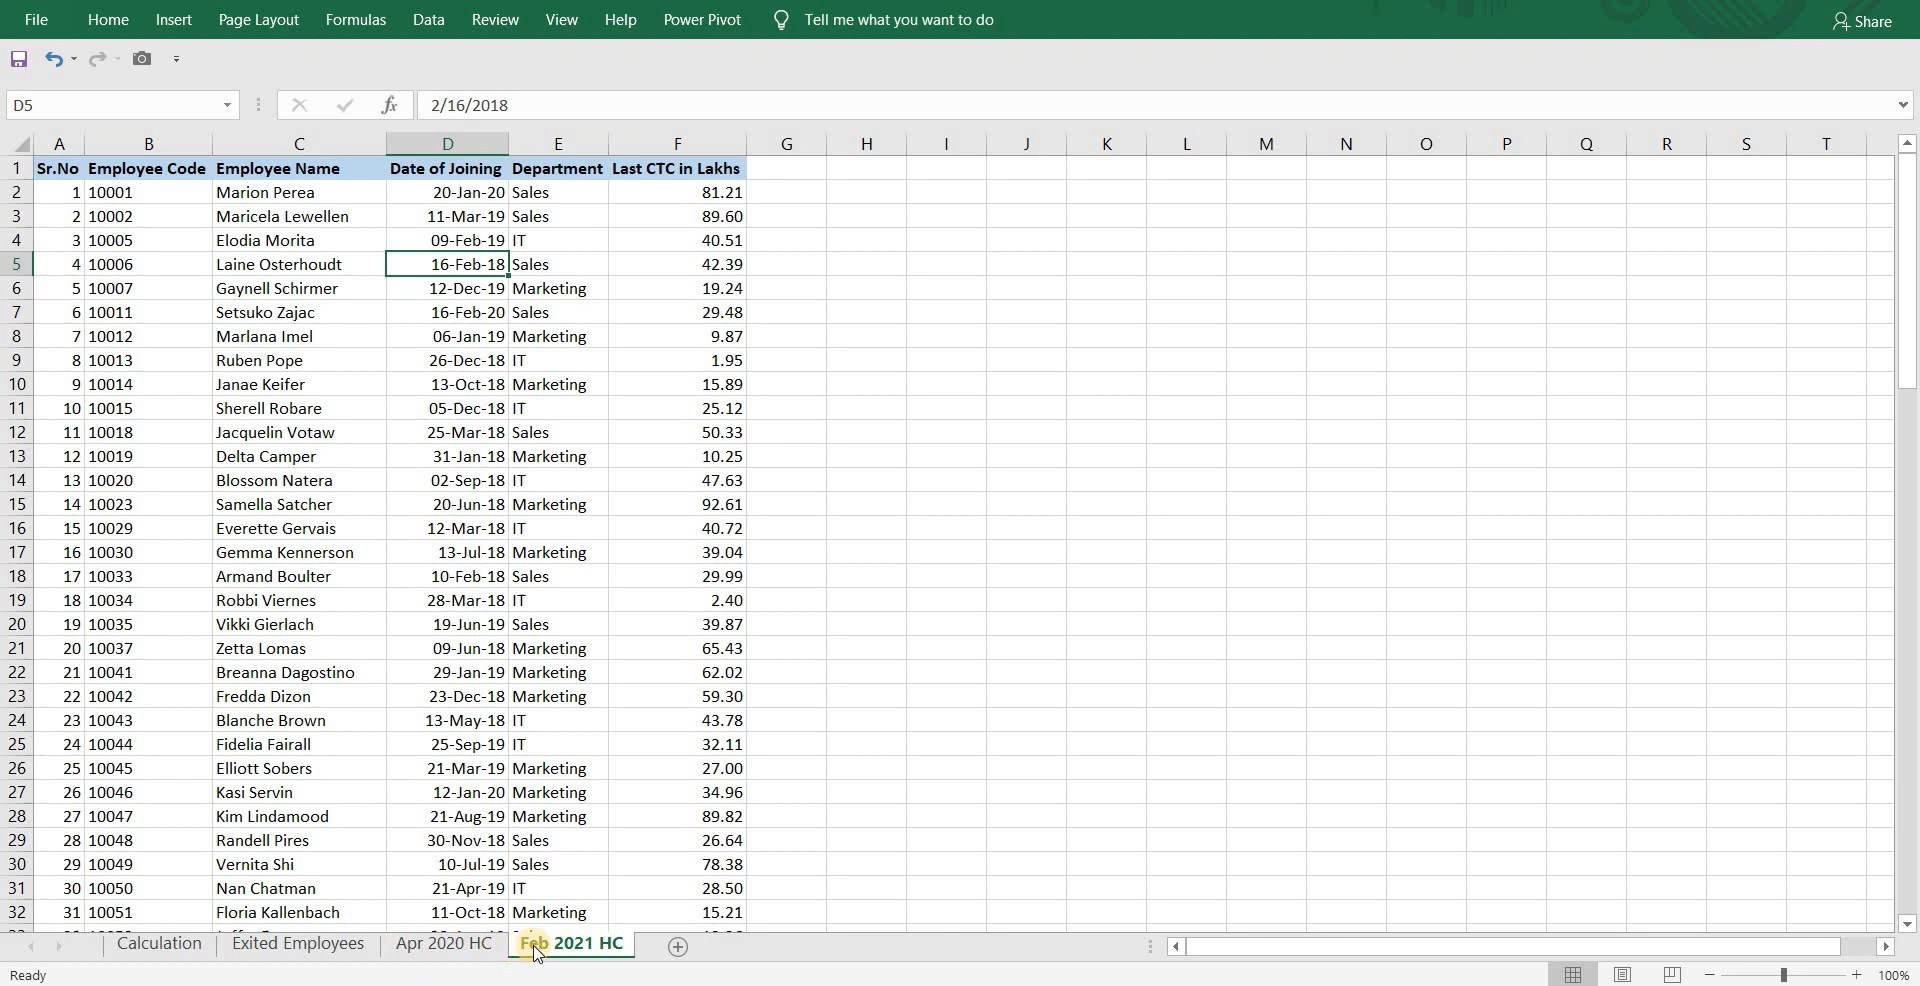 File Home Insert Page Layout Formulas Data Review View Help Power Pivot Tell me what you want to do Share
D5 fx 2/16/2018
A B C D E F G H I J K L M N O P Q R S T
1 Sr.No Employee Code Employee Name Date of Joining Department Last CTC in Lakhs
2 1 10001 Marion Perea 20-Jan-20 Sales 81.21
3 2 10002 Maricela Lewellen 11-Mar-19 Sales 89.60
4 3 10005 Elodia Morita 09-Feb-19 IT 40.51
5 4 10006 Laine Osterhoudt 16-Feb-18 Sales 42.39
6 5 10007 Gaynell Schirmer 12-Dec-19 Marketing 19.24
7 6 10011 Setsuko Zajac 16-Feb-20 Sales 29.48
8 7 10012 Marlana Imel 06-Jan-19 Marketing 9.87
9 8 10013 Ruben Pope 26-Dec-18 IT 1.95
10 9 10014 Janae Keifer 13-Oct-18 Marketing 15.89
11 10 10015 Sherell Robare 05-Dec-18 IT 25.12
12 11 10018 Jacquelin Votaw 25-Mar-18 Sales 50.33
13 12 10019 Delta Camper 31-Jan-18 Marketing 10.25
14 13 10020 Blossom Natera 02-Sep-18 IT 47.63
15 14 10023 Samella Satcher 20-Jun-18 Marketing 92.61
16 15 10029 Everette Gervais 12-Mar-18 IT 40.72
17 16 10030 Gemma Kennerson 13-Jul-18 Marketing 39.04
18 17 10033 Armand Boulter 10-Feb-18 Sales 29.99
19 18 10034 Robbi Viernes 28-Mar-18 IT 2.40
20 19 10035 Vikki Gierlach 19-Jun-19 Sales 39.87
21 20 10037 Zetta Lomas 09-Jun-18 Marketing 65.43
22 21 10041 Breanna Dagostino 29-Jan-19 Marketing 62.02
23 22 10042 Fredda Dizon 23-Dec-18 Marketing 59.30
24 23 10043 Blanche Brown 13-May-18 IT 43.78
25 24 10044 Fidelia Fairall 25-Sep-19 IT 32.11
26 25 10045 Elliott Sobers 21-Mar-19 Marketing 27.00
27 26 10046 Kasi Servin 12-Jan-20 Marketing 34.96
28 27 10047 Kim Lindamood 21-Aug-19 Marketing 89.82
29 28 10048 Randell Pires 30-Nov-18 Sales 26.64
30 29 10049 Vernita Shi 10-Jul-19 Sales 78.38
31 30 10050 Nan Chatman 21-Apr-19 IT 28.50
32 31 10051 Floria Kallenbach 11-Oct-18 Marketing 15.21
Calculation Exited Employees Apr 2020 HC Feb 2021 HC
Ready 100%